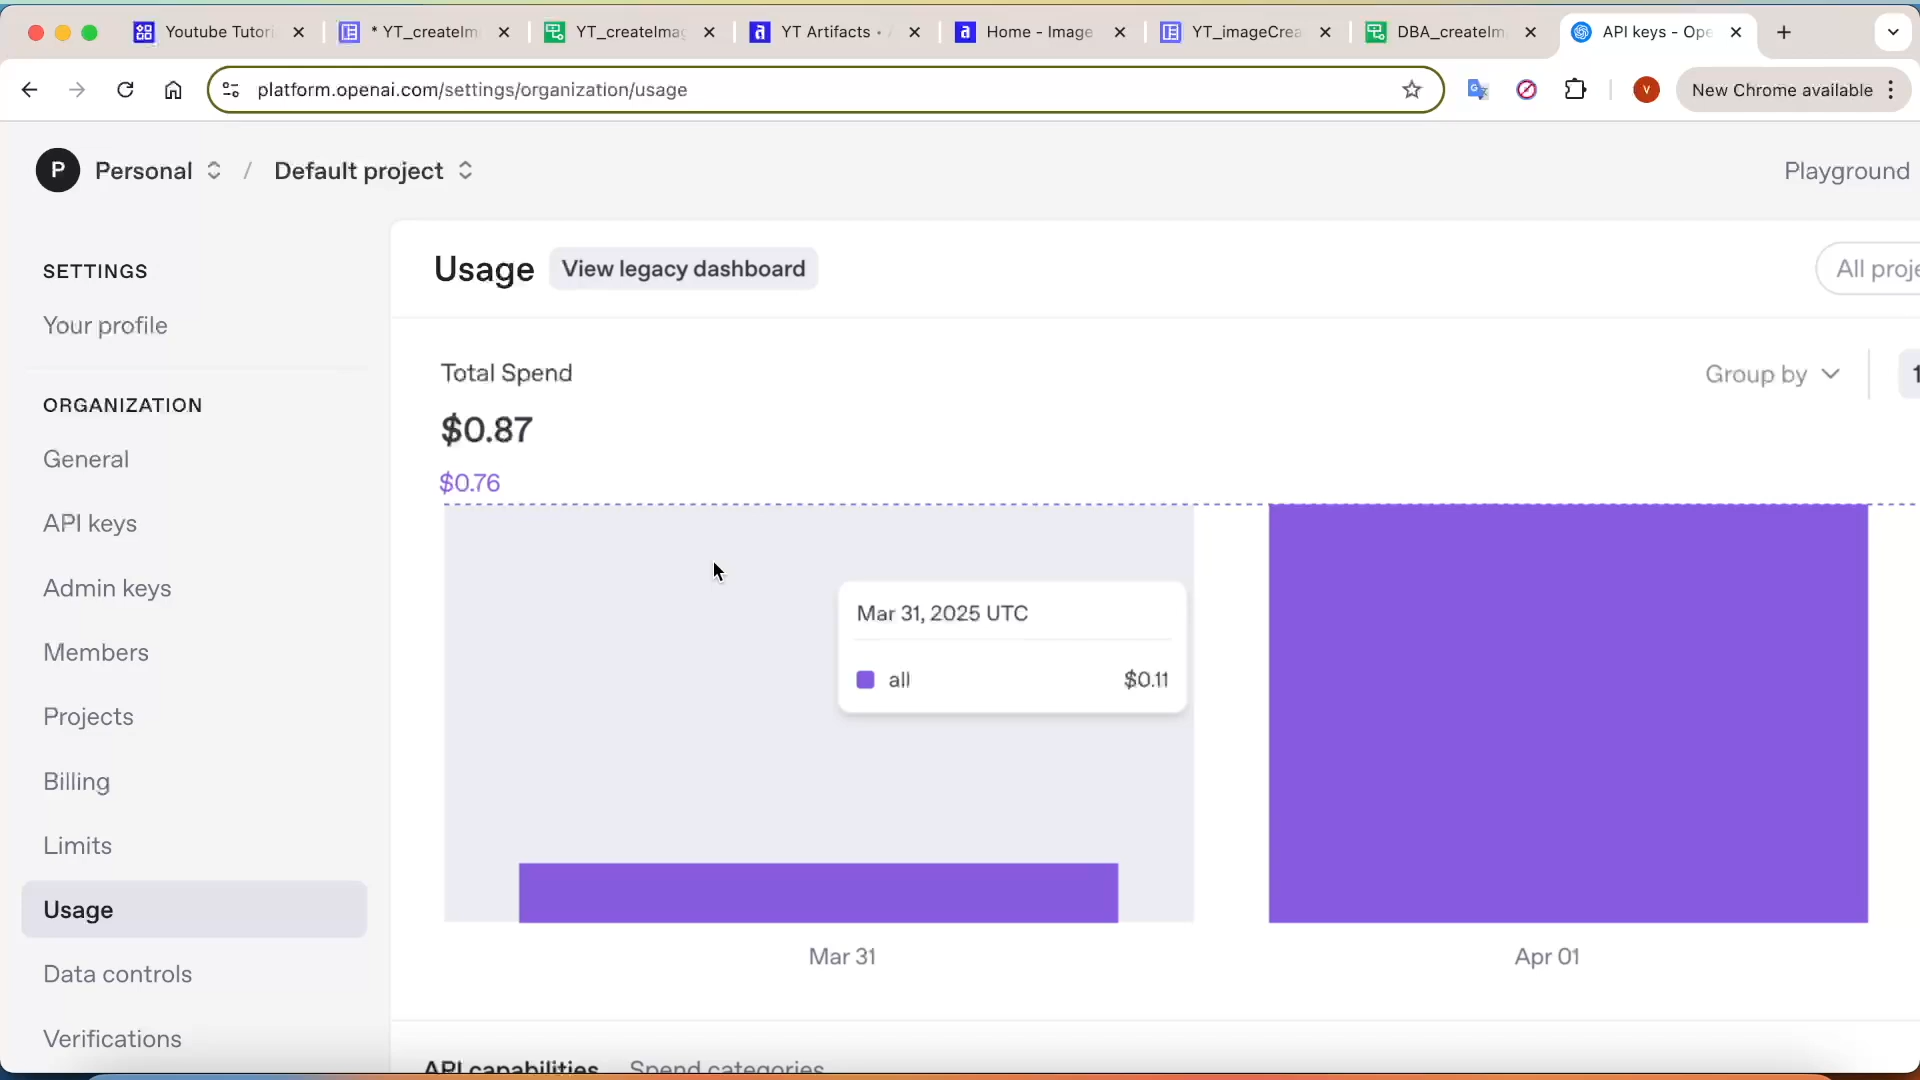 Youtube Tutori
* YT_createIm
YT_createImag
YT Artifacts •
Home - Image
YT_imageCrea
DBA_createIm
API keys - Ope
platform.openai.com/settings/organization/usage
V
New Chrome available
P
Personal
/
Default project
Playground
SETTINGS
Your profile
ORGANIZATION
General
API keys
Admin keys
Members
Projects
Billing
Limits
Usage
Data controls
Verifications
Usage
View legacy dashboard
All proje
Total Spend
Group by
1
$0.87
$0.76
Mar 31, 2025 UTC
all
$0.11
Mar 31
Apr 01
API capabilities
Spend categories